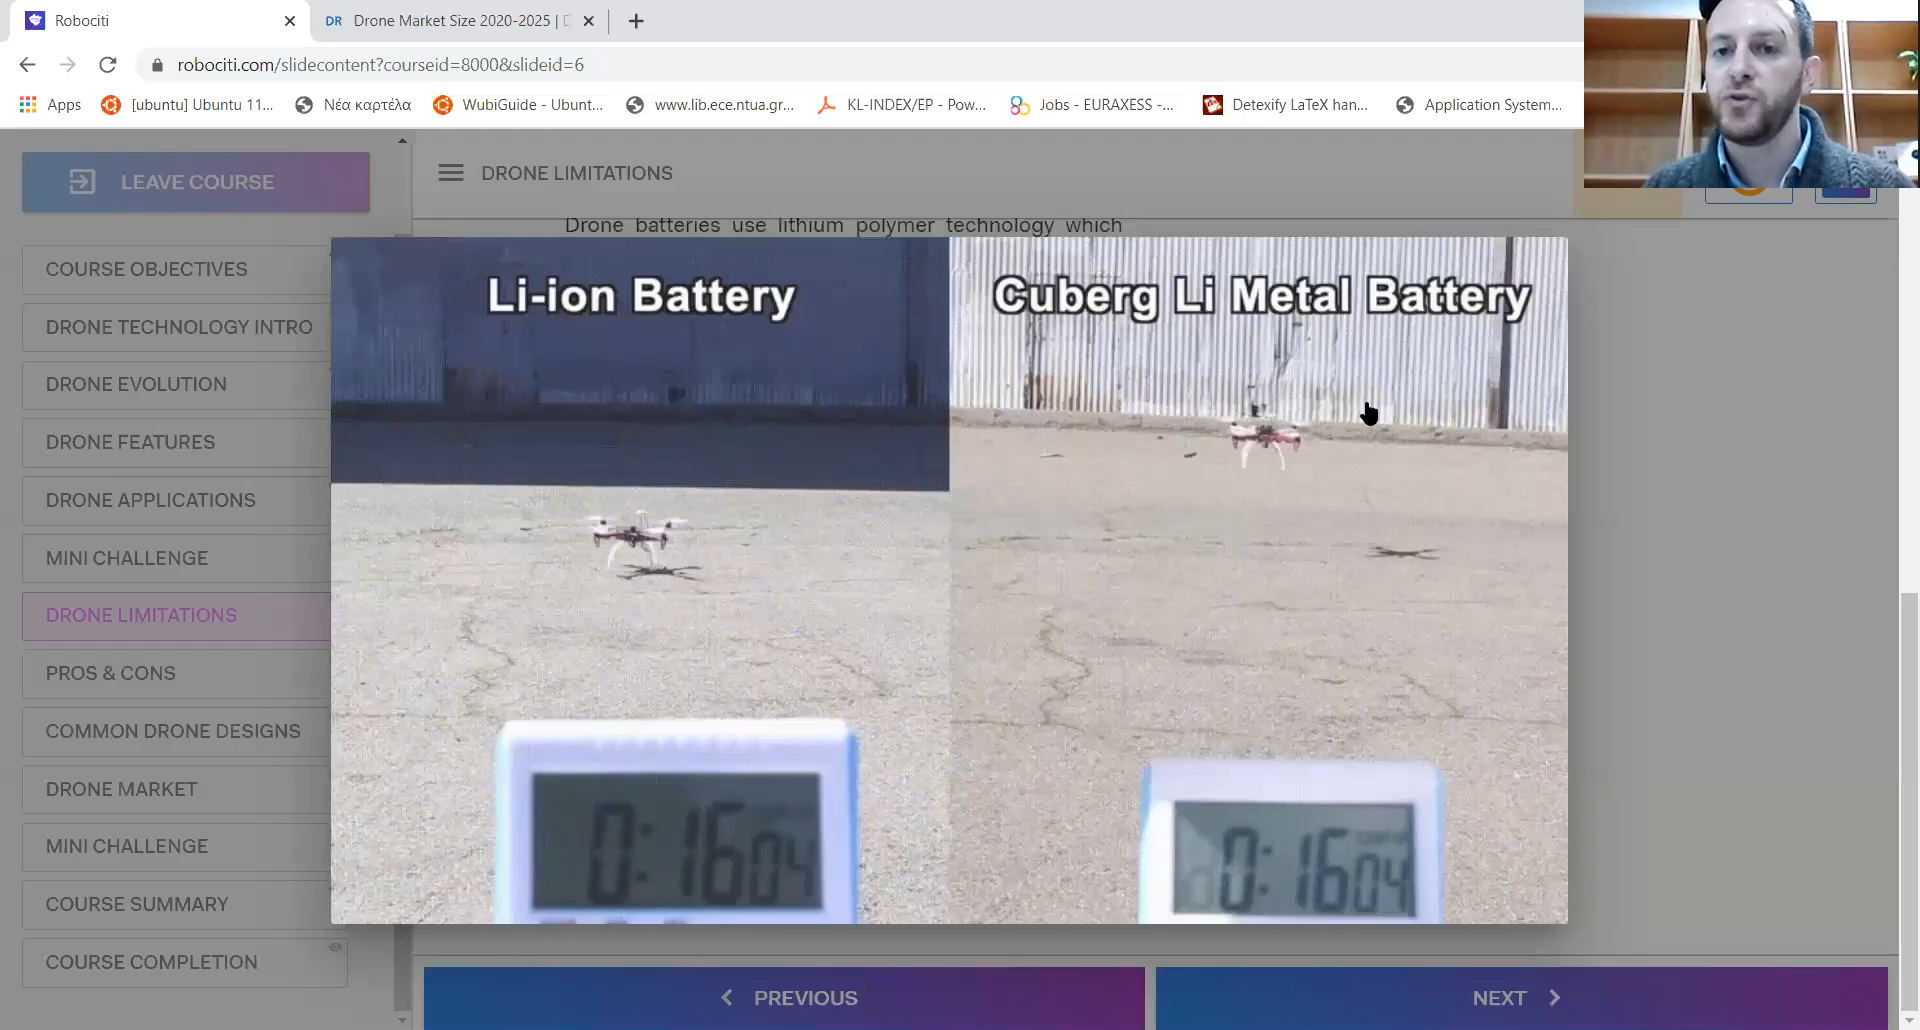 Robociti
DR Drone Market Size 2020-2025 |
robociti.com/slidecontent?courseid=8000&slideid=6
Apps [ubuntu] Ubuntu 11... Νέα καρτέλα WubiGuide - Ubunt... www.lib.ece.ntua.gr... KL-INDEX/EP - Pow... Jobs - EURAXESS -... Detexify LaTeX han... Application System...
LEAVE COURSE
COURSE OBJECTIVES
DRONE TECHNOLOGY INTRO
DRONE EVOLUTION
DRONE FEATURES
DRONE APPLICATIONS
MINI CHALLENGE
DRONE LIMITATIONS
PROS & CONS
COMMON DRONE DESIGNS
DRONE MARKET
MINI CHALLENGE
COURSE SUMMARY
COURSE COMPLETION
DRONE LIMITATIONS
Drone batteries use lithium polymer technology which
Li-ion Battery
Cuberg Li Metal Battery
0:1604
0:1604
PREVIOUS
NEXT